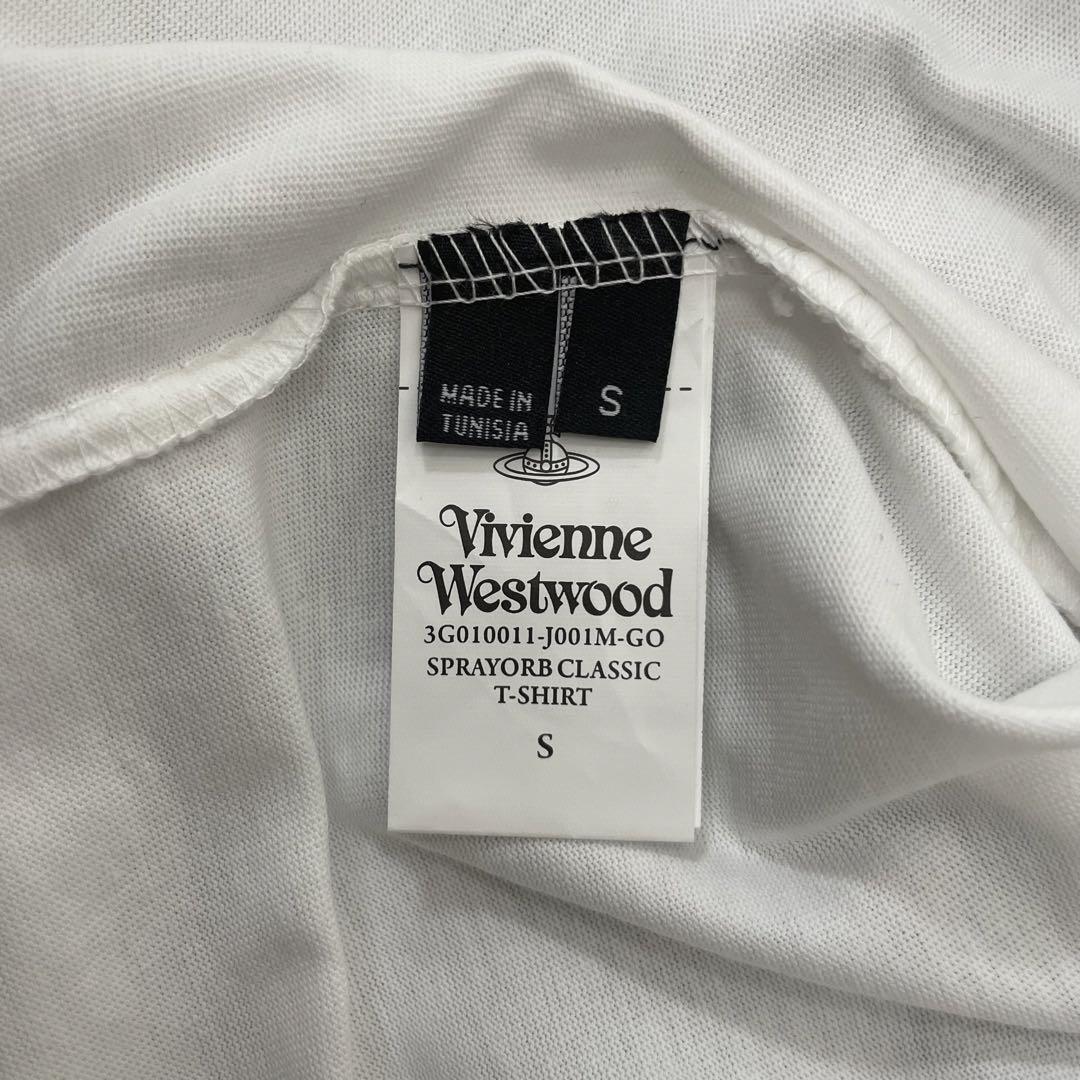 MADE IN
TUNISIA
S
Vivienne
Westwood
3G010011-J001M-GO
SPRAYORB CLASSIC
T-SHIRT
S